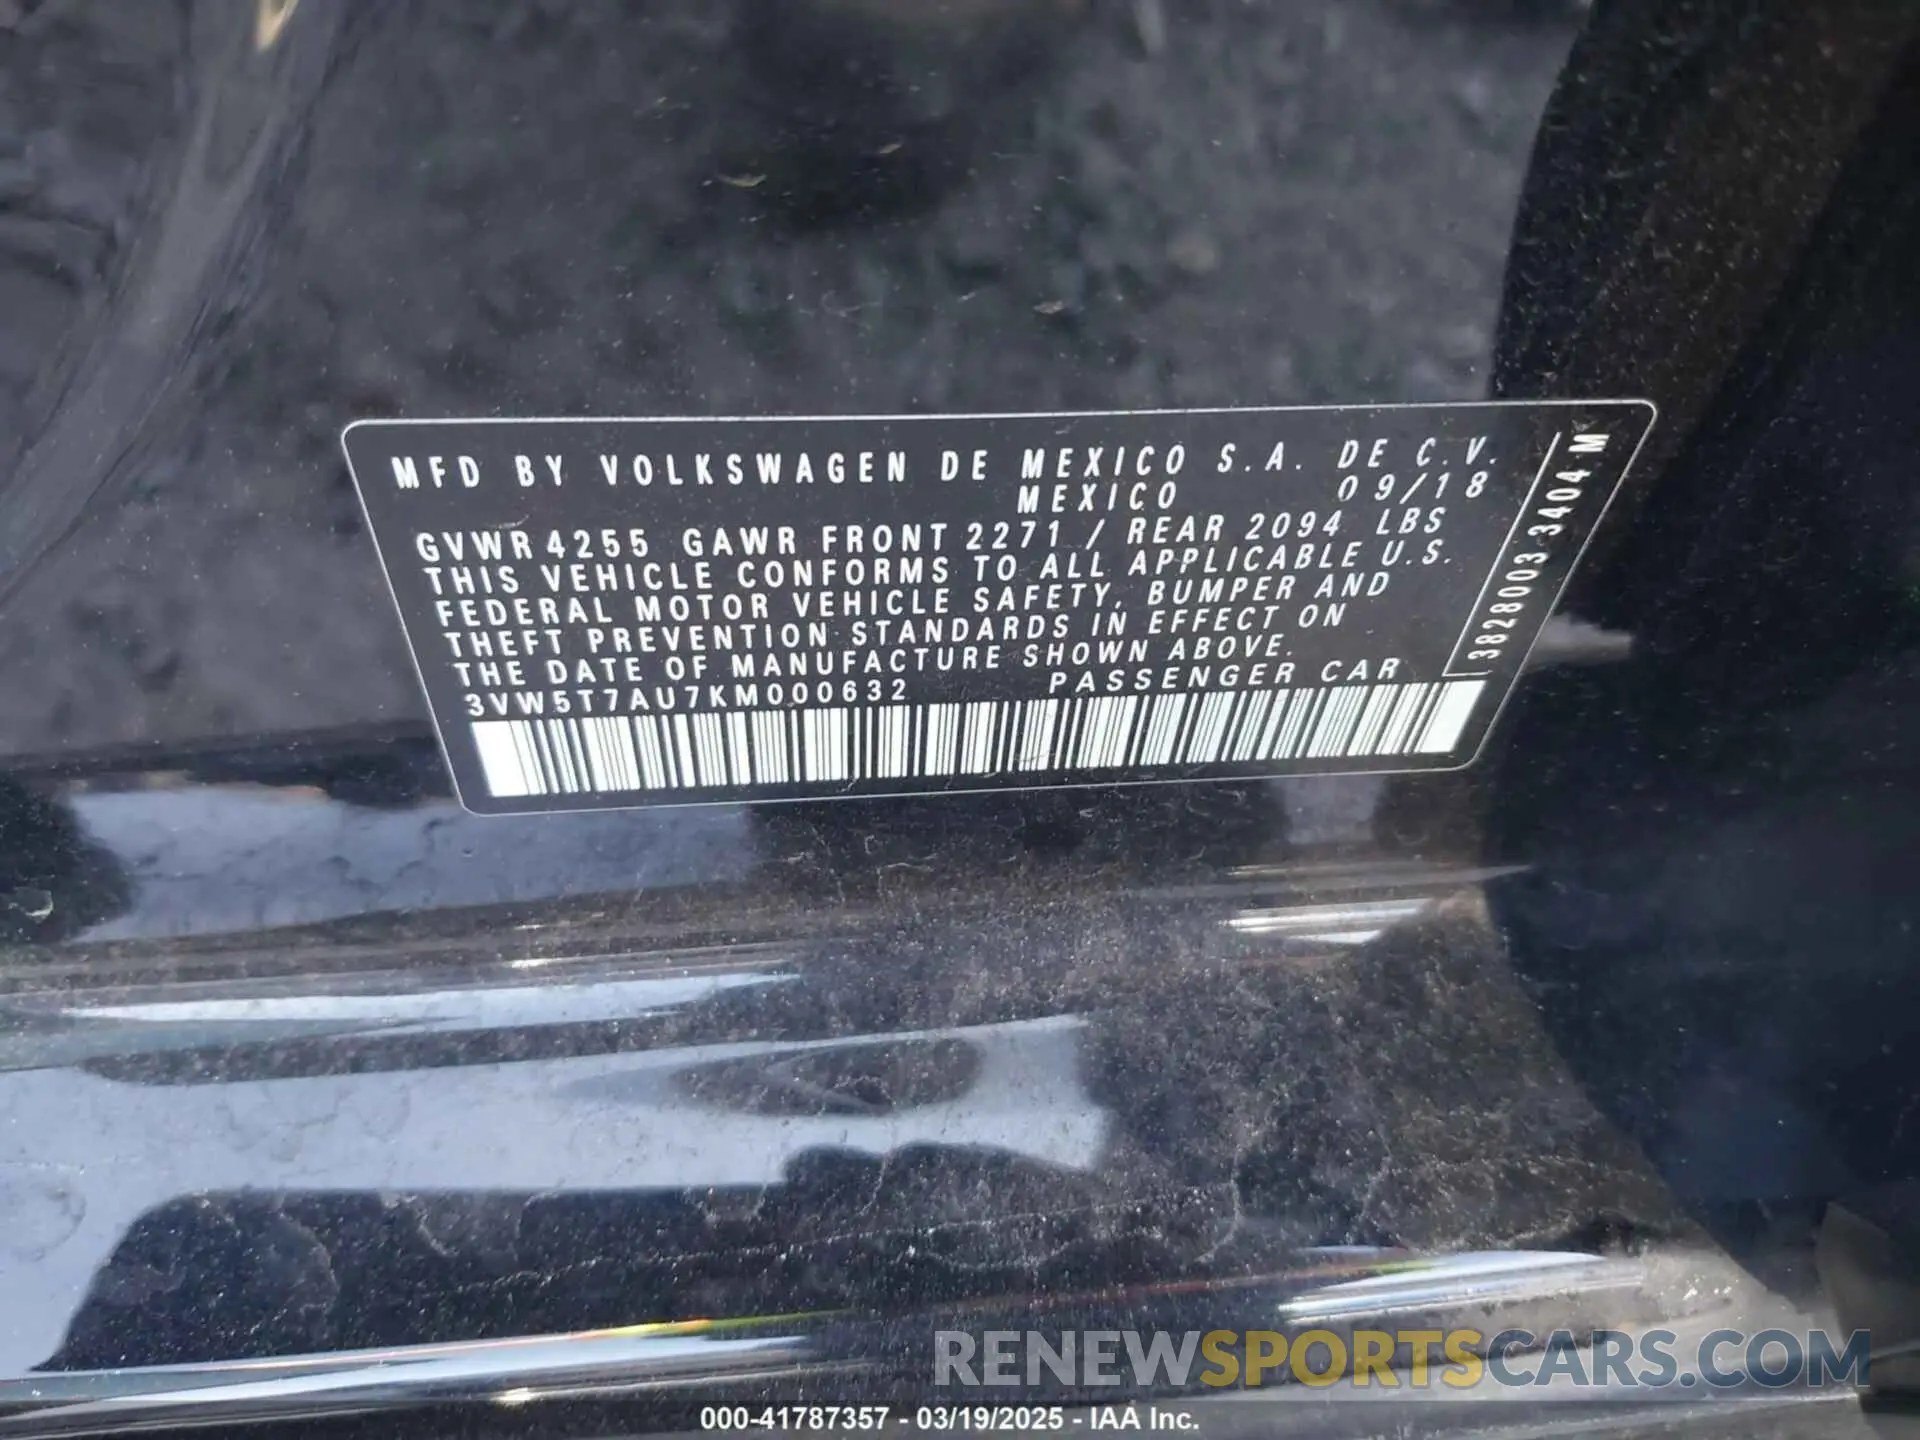 MFD BY VOLKSWAGEN DE MEXICO S.A. DE C.V.
MEXICO 09/18
GVWR 4255 GAWR FRONT 2271 / REAR 2094 LBS
THIS VEHICLE CONFORMS TO ALL APPLICABLE U.S.
FEDERAL MOTOR VEHICLE SAFETY, BUMPER AND
THEFT PREVENTION STANDARDS IN EFFECT ON
THE DATE OF MANUFACTURE SHOWN ABOVE.
3VW5T7AU7KM000632 PASSENGER CAR
3828003 3404 M
RENEWSPORTSCARS.COM
000-41787357 - 03/19/2025 - IAA Inc.